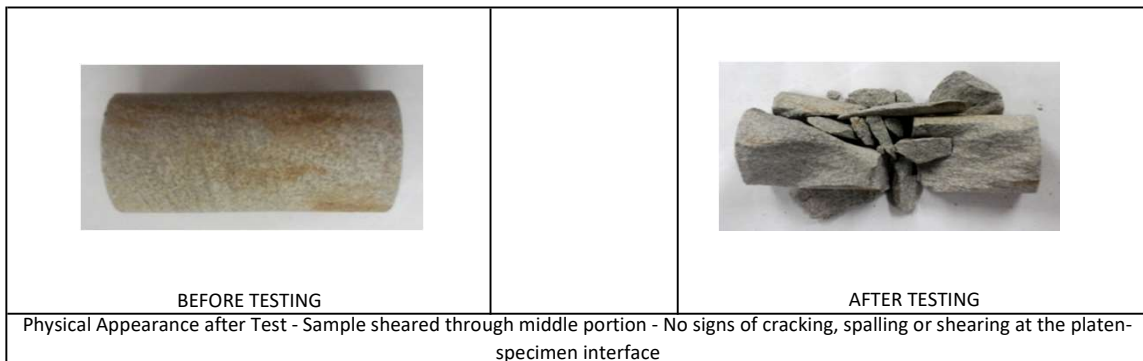 BEFORE TESTING
AFTER TESTING
Physical Appearance after Test - Sample sheared through middle portion - No signs of cracking, spalling or shearing at the platen-
specimen interface